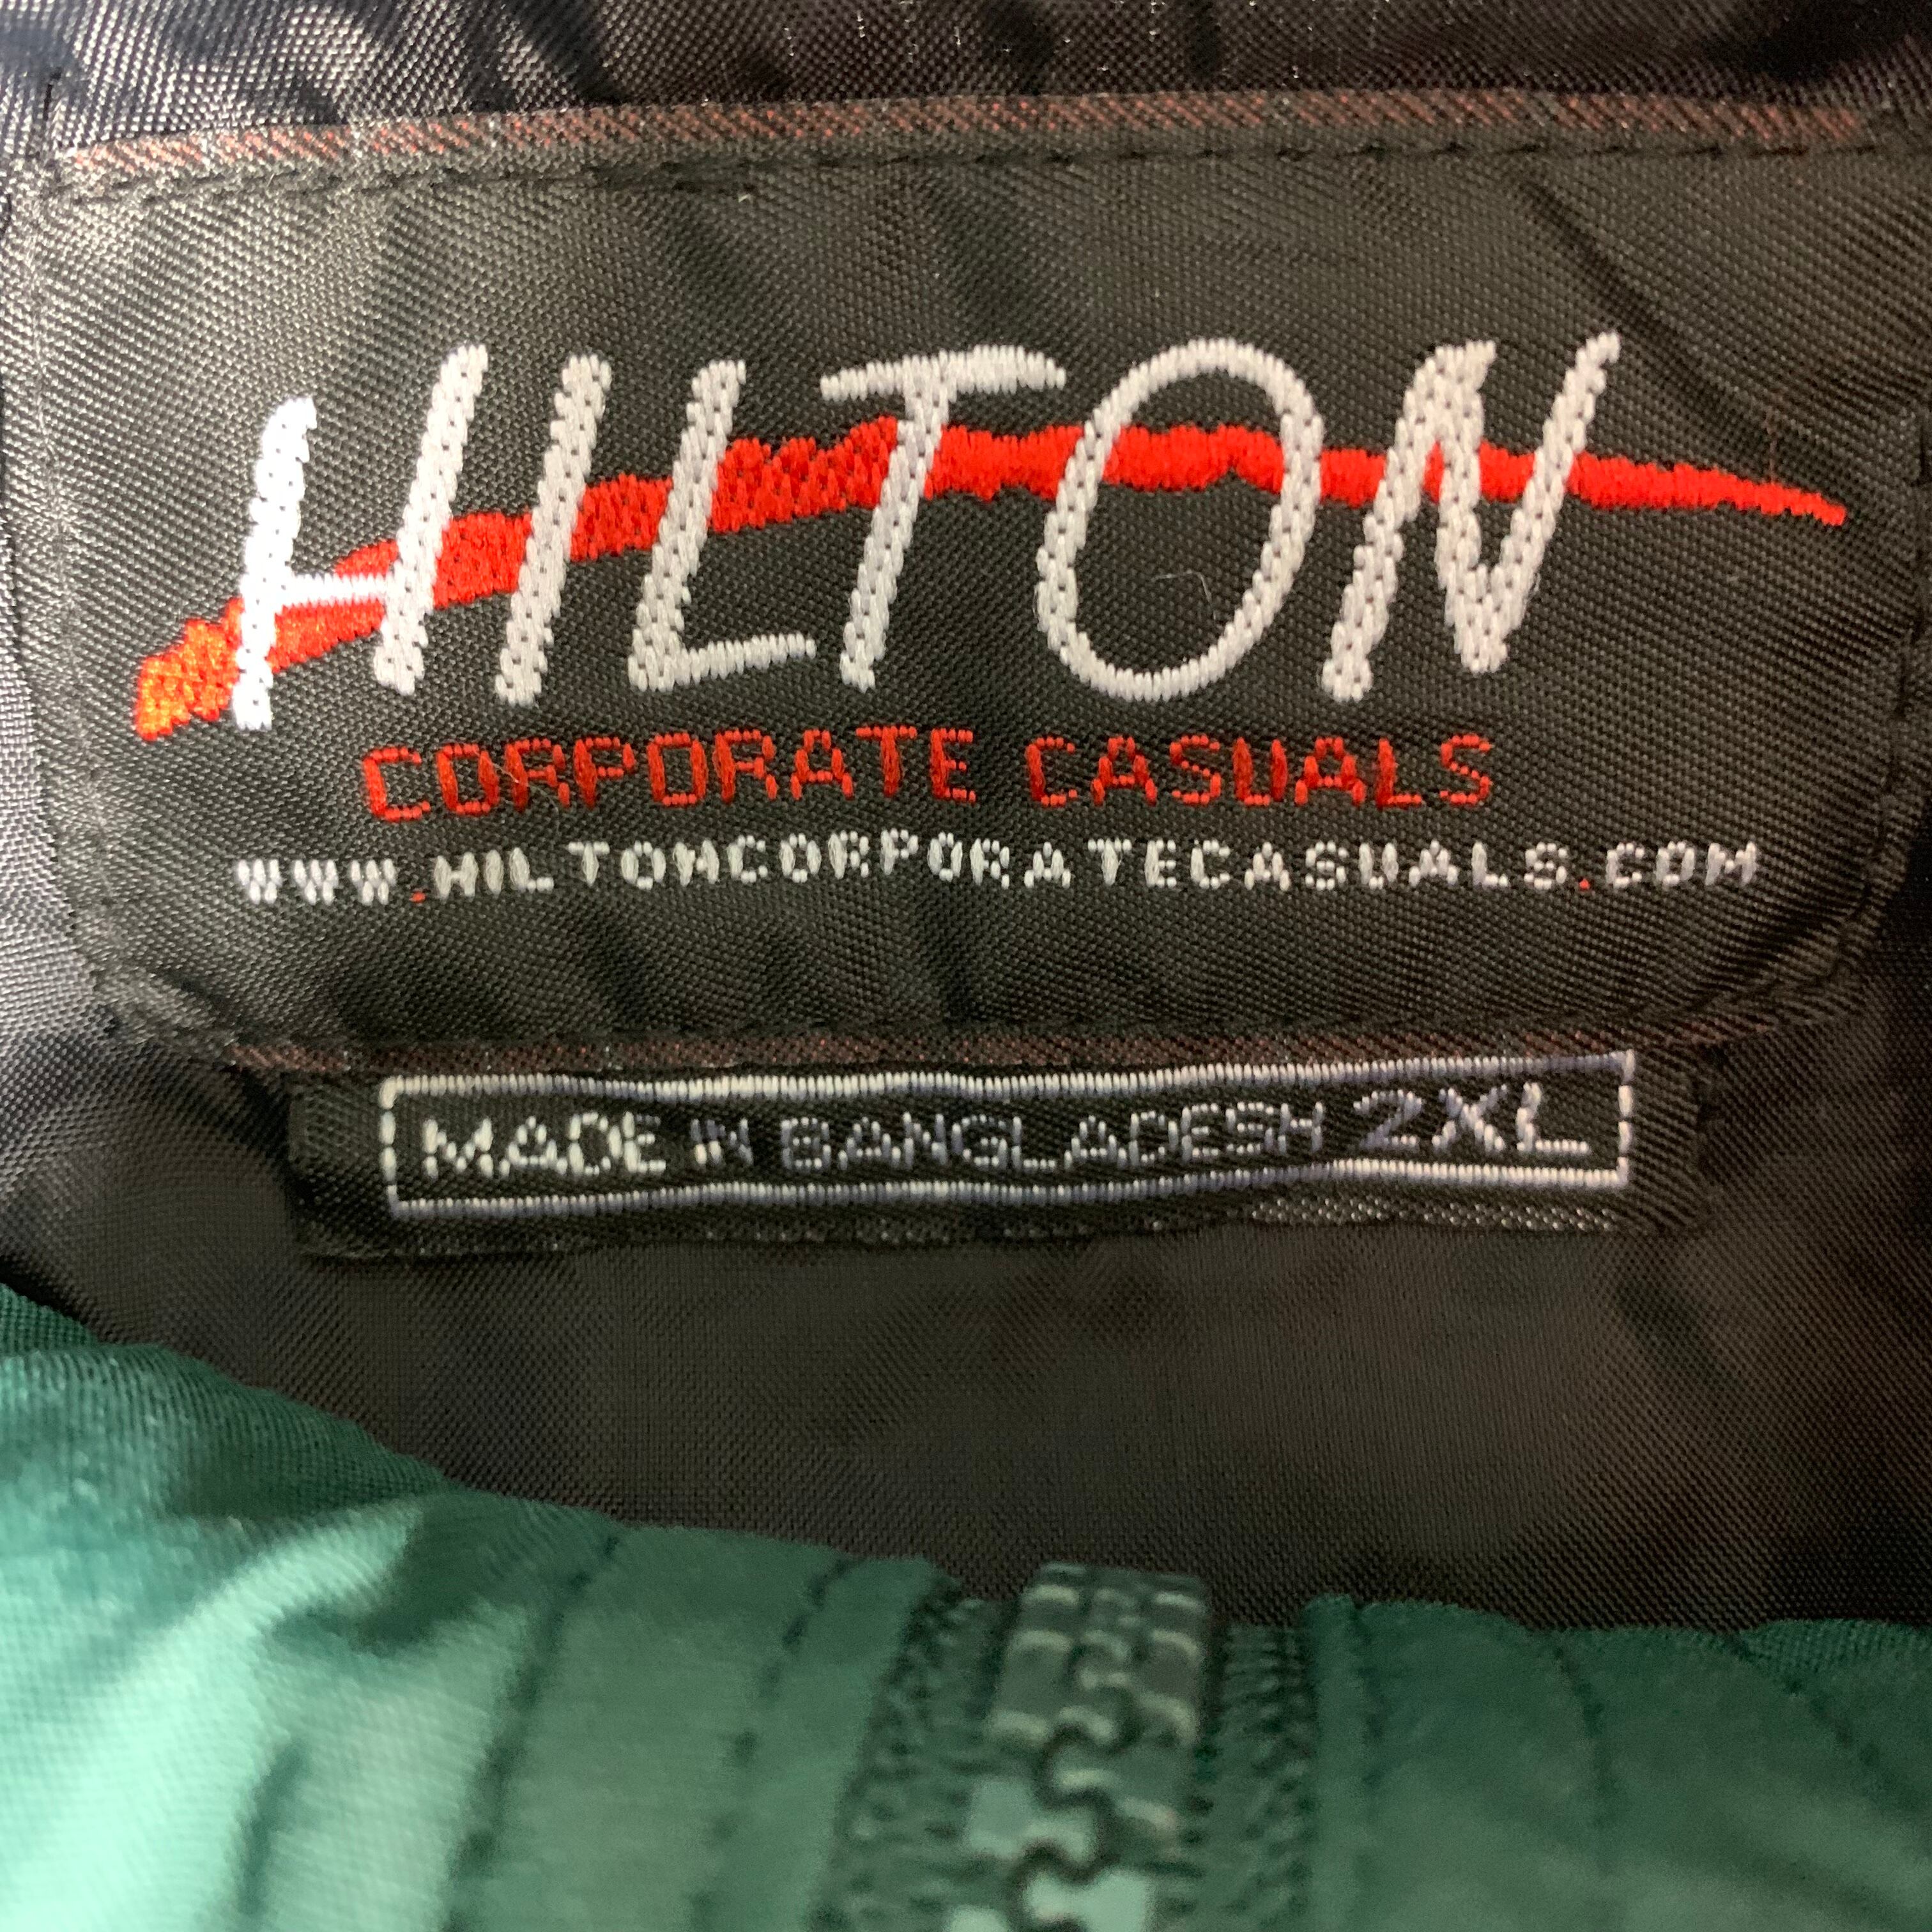 HILTON
CORPORATE CASUALS
WWW.HILTONCORPORATECASUALS.COM
MADE IN BANGLADESH 2XL